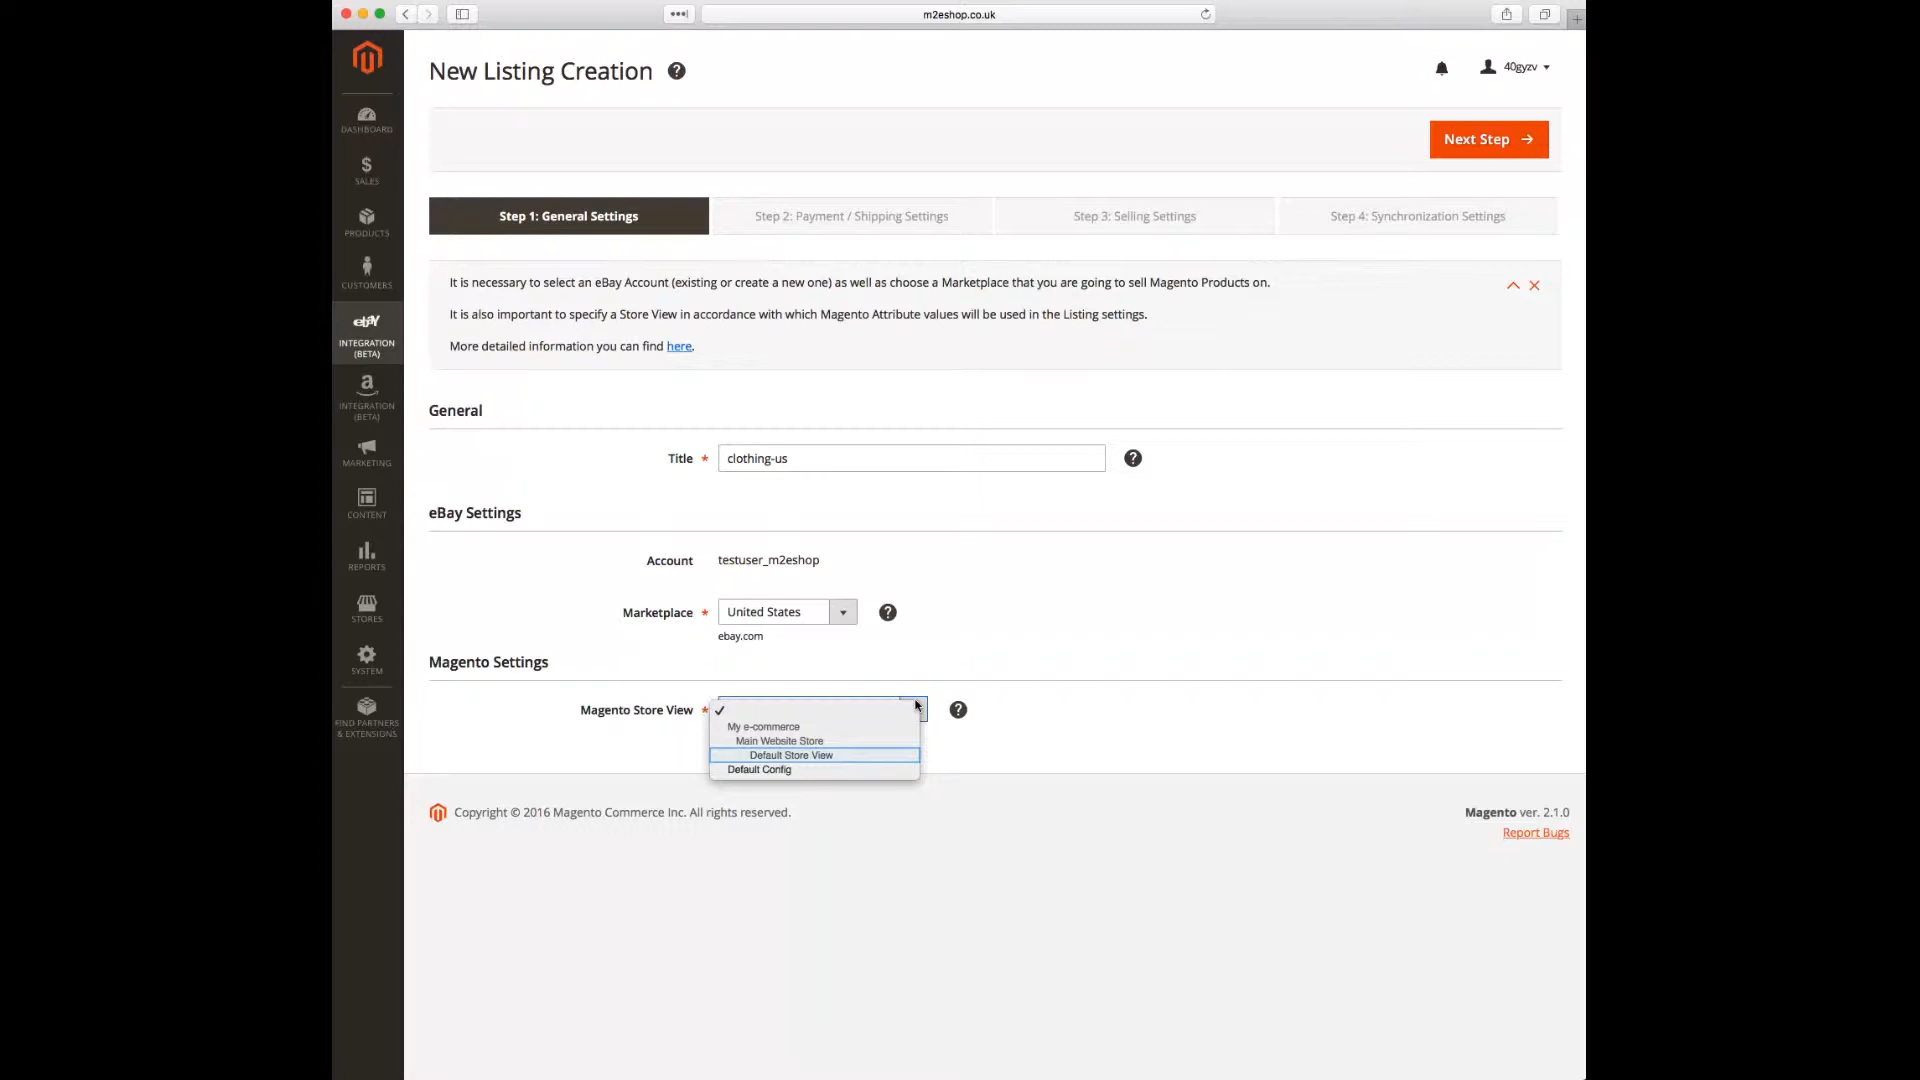 m2eshop.co.uk
New Listing Creation ?
40gyzv
Next Step →
Step 1: General Settings
Step 2: Payment / Shipping Settings
Step 3: Selling Settings
Step 4: Synchronization Settings
It is necessary to select an eBay Account (existing or create a new one) as well as choose a Marketplace that you are going to sell Magento Products on.
It is also important to specify a Store View in accordance with which Magento Attribute values will be used in the Listing settings.
More detailed information you can find here.
General
Title * clothing-us ?
eBay Settings
Account testuser_m2eshop
Marketplace * United States ?
ebay.com
Magento Settings
Magento Store View * ✓ ?
My e-commerce
Main Website Store
Default Store View
Default Config
Copyright © 2016 Magento Commerce Inc. All rights reserved.
Magento ver. 2.1.0
Report Bugs
DASHBOARD
$
SALES
PRODUCTS
CUSTOMERS
ebay
INTEGRATION
(BETA)
a
INTEGRATION
(BETA)
MARKETING
CONTENT
REPORTS
STORES
SYSTEM
FIND PARTNERS
& EXTENSIONS